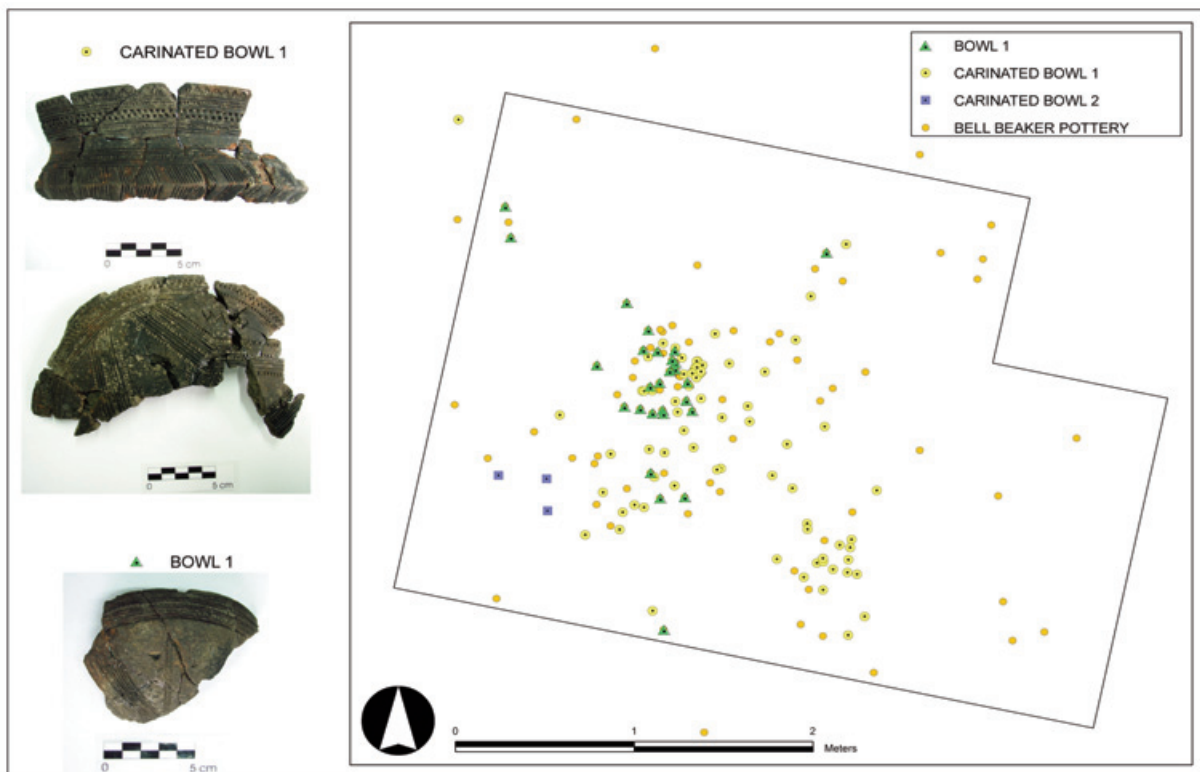 CARINATED BOWL 1
0 5 cm
0 5 cm
BOWL 1
0 5 cm
BOWL 1
CARINATED BOWL 1
CARINATED BOWL 2
BELL BEAKER POTTERY
0 1 2
Meters